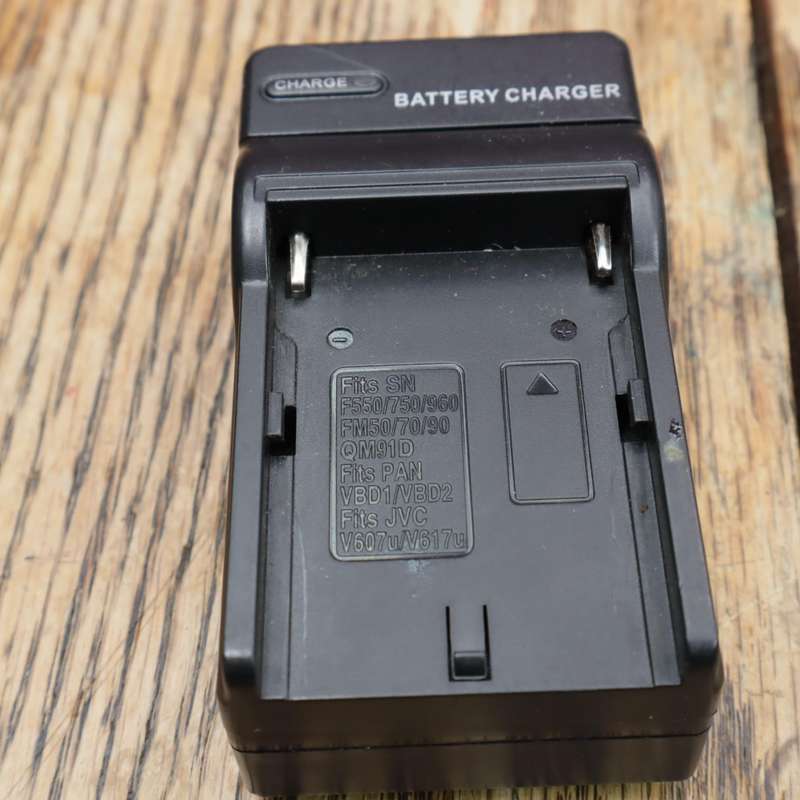 CHARGE
BATTERY CHARGER
- +
Fits SN
F550/750/960
FM50/70/90
QM91D
Fits PAN
VBD1/VBD2
Fits JVC
V607u/V617u